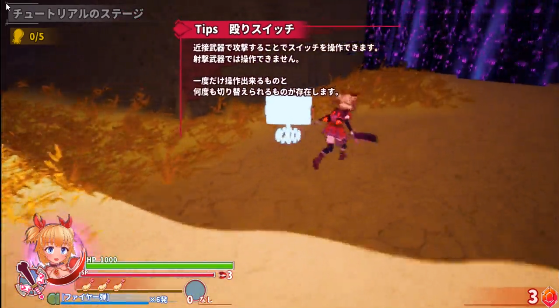 チュートリアルのステージ
0/5
Tips 殴りスイッチ
近接武器で攻撃することでスイッチを操作できます。
射撃武器では操作できません。
一度だけ操作出来るものと
何度も切り替えられるものが存在します。
HP 1000
3
ファイヤー弾
×6発
0 なし
3